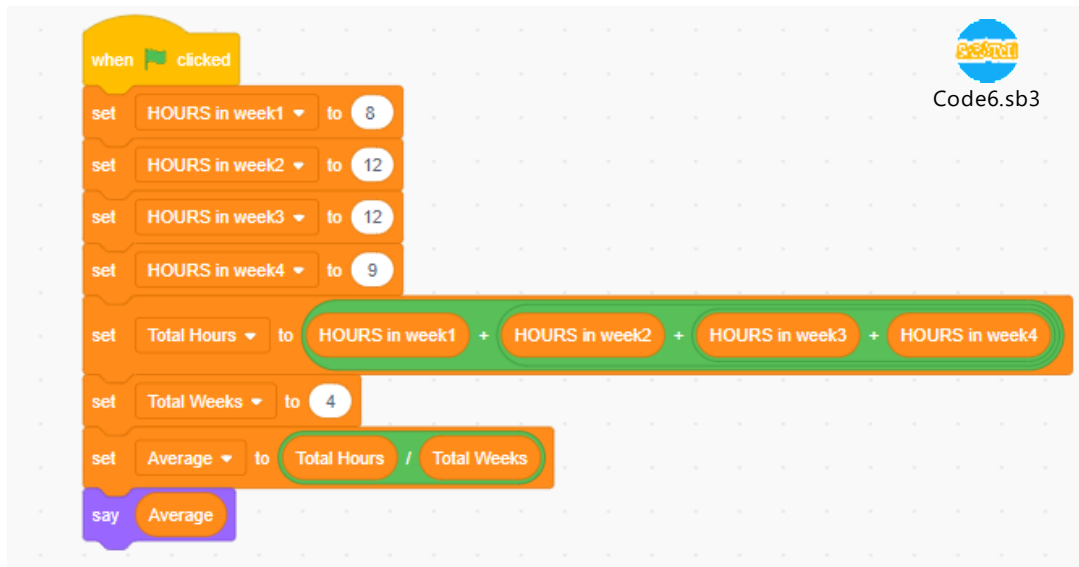 when clicked
SCRATCH
Code6.sb3
set HOURS in week1 to 8
set HOURS in week2 to 12
set HOURS in week3 to 12
set HOURS in week4 to 9
set Total Hours to HOURS in week1 + HOURS in week2 + HOURS in week3 + HOURS in week4
set Total Weeks to 4
set Average to Total Hours / Total Weeks
say Average